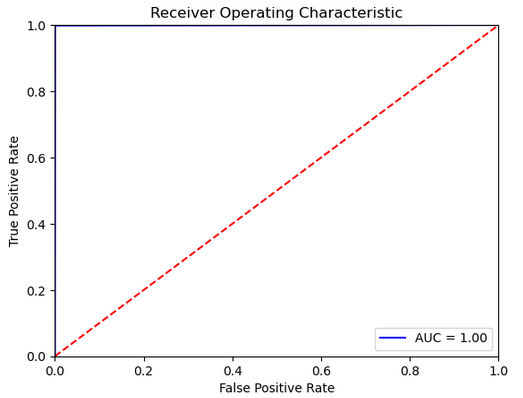 Receiver Operating Characteristic
1.0
0.8
0.6
0.4
0.2
0.0
True Positive Rate
AUC = 1.00
0.0 0.2 0.4 0.6 0.8 1.0
False Positive Rate